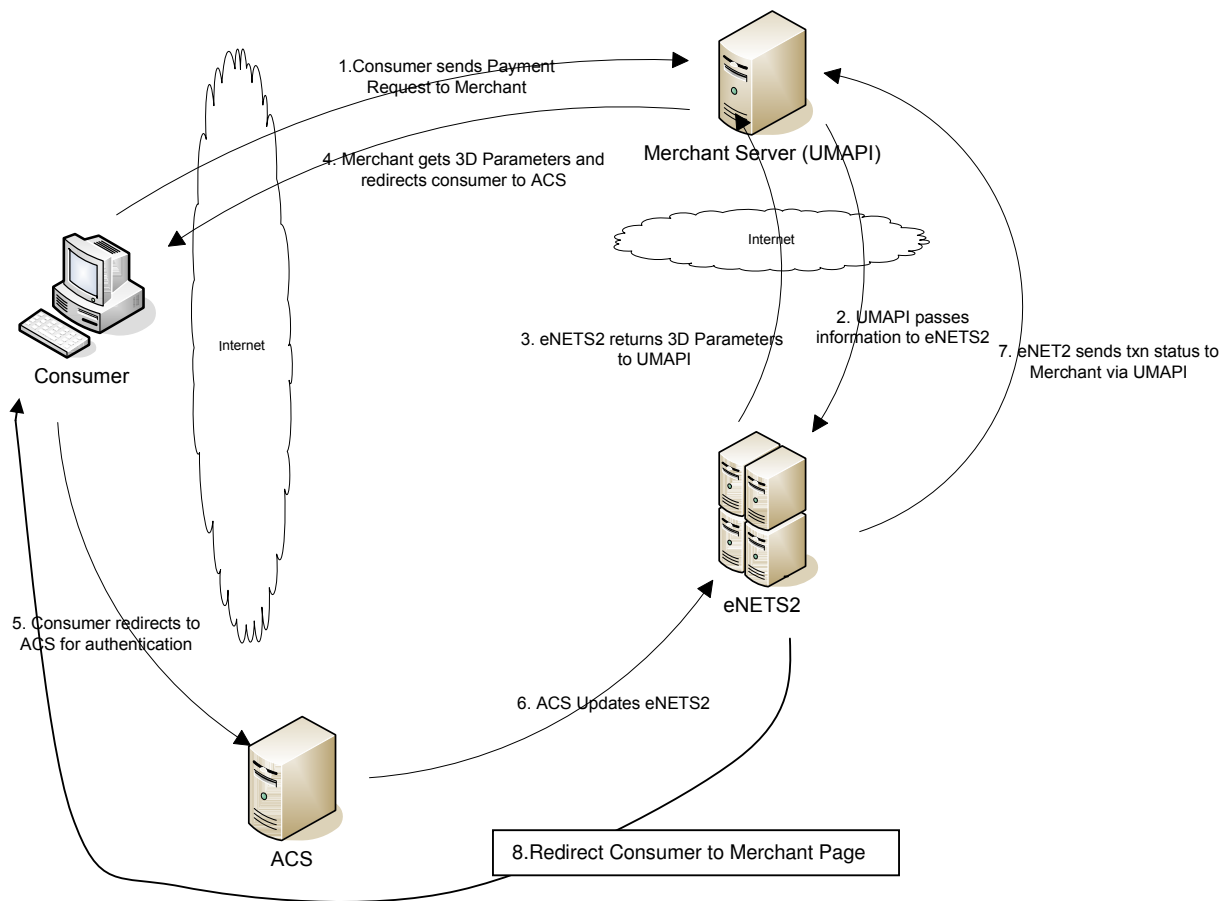 1.Consumer sends Payment
Request to Merchant
Merchant Server (UMAPI)
4. Merchant gets 3D Parameters and
redirects consumer to ACS
Internet
Internet
Consumer
2. UMAPI passes
information to eNETS2
3. eNETS2 returns 3D Parameters
to UMAPI
7. eNET2 sends txn status to
Merchant via UMAPI
eNETS2
5. Consumer redirects to
ACS for authentication
6. ACS Updates eNETS2
ACS
8.Redirect Consumer to Merchant Page